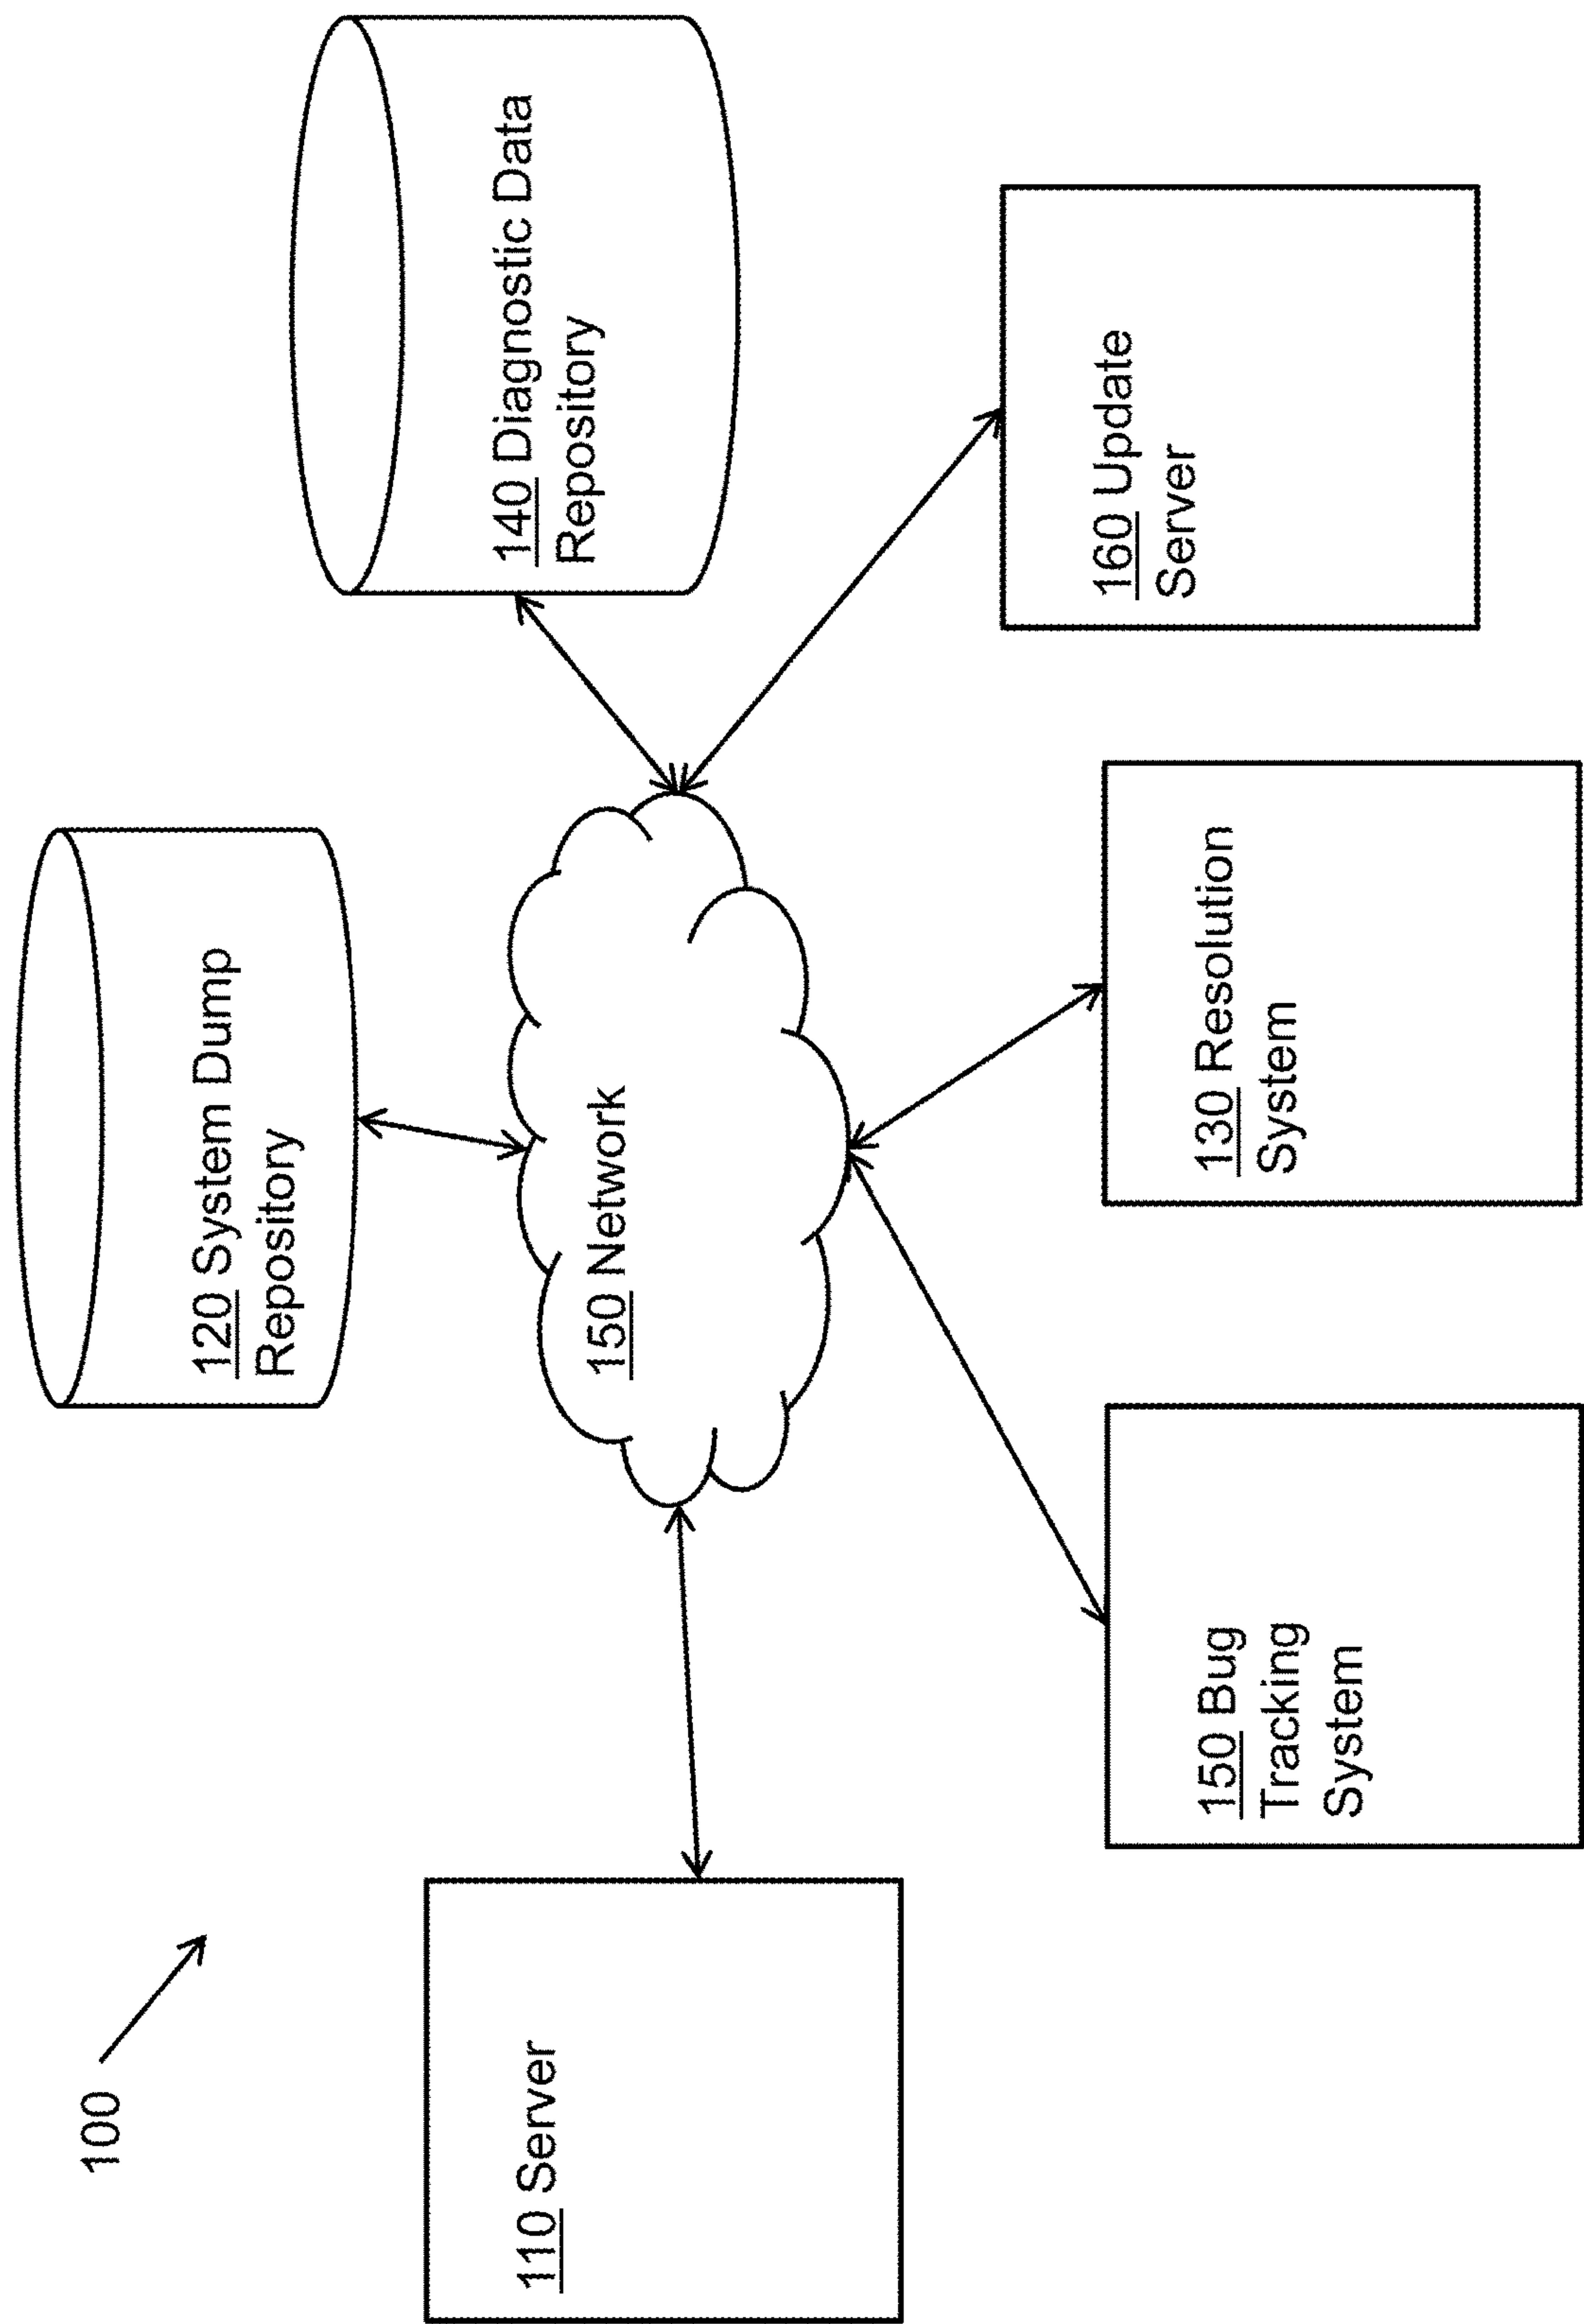 100
120 System Dump
Repository
140 Diagnostic Data
Repository
110 Server
150 Network
150 Bug
Tracking
System
130 Resolution
System
160 Update
Server